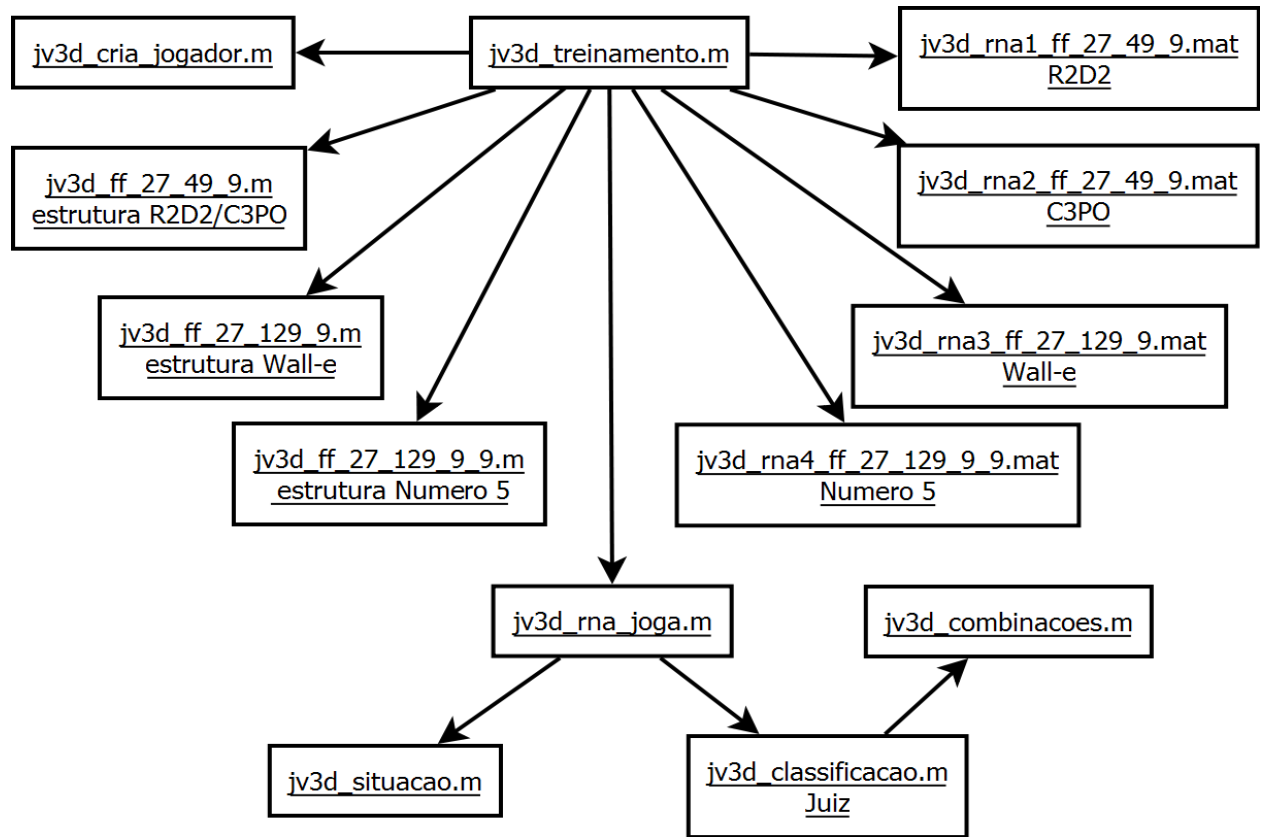 jv3d_cria_jogador.m
jv3d_treinamento.m
jv3d_rna1_ff_27_49_9.mat
R2D2
jv3d_ff_27_49_9.m
estrutura R2D2/C3PO
jv3d_rna2_ff_27_49_9.mat
C3PO
jv3d_ff_27_129_9.m
estrutura Wall-e
jv3d_rna3_ff_27_129_9.mat
Wall-e
jv3d_ff_27_129_9_9.m
estrutura Numero 5
jv3d_rna4_ff_27_129_9_9.mat
Numero 5
jv3d_rna_joga.m
jv3d_combinacoes.m
jv3d_situacao.m
jv3d_classificacao.m
Juiz